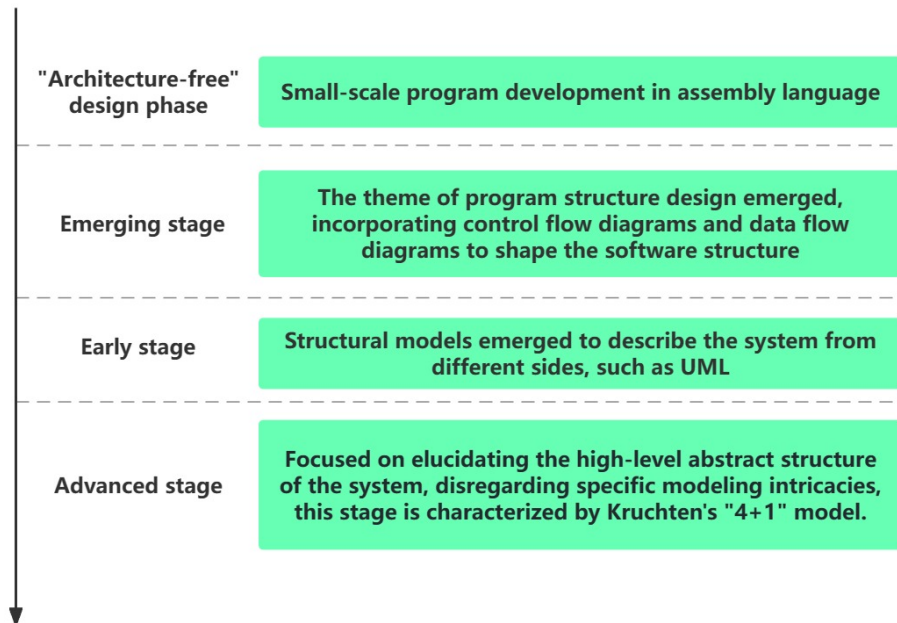 "Architecture-free"
design phase
Small-scale program development in assembly language
Emerging stage
The theme of program structure design emerged,
incorporating control flow diagrams and data flow
diagrams to shape the software structure
Early stage
Structural models emerged to describe the system from
different sides, such as UML
Advanced stage
Focused on elucidating the high-level abstract structure
of the system, disregarding specific modeling intricacies,
this stage is characterized by Kruchten's "4+1" model.